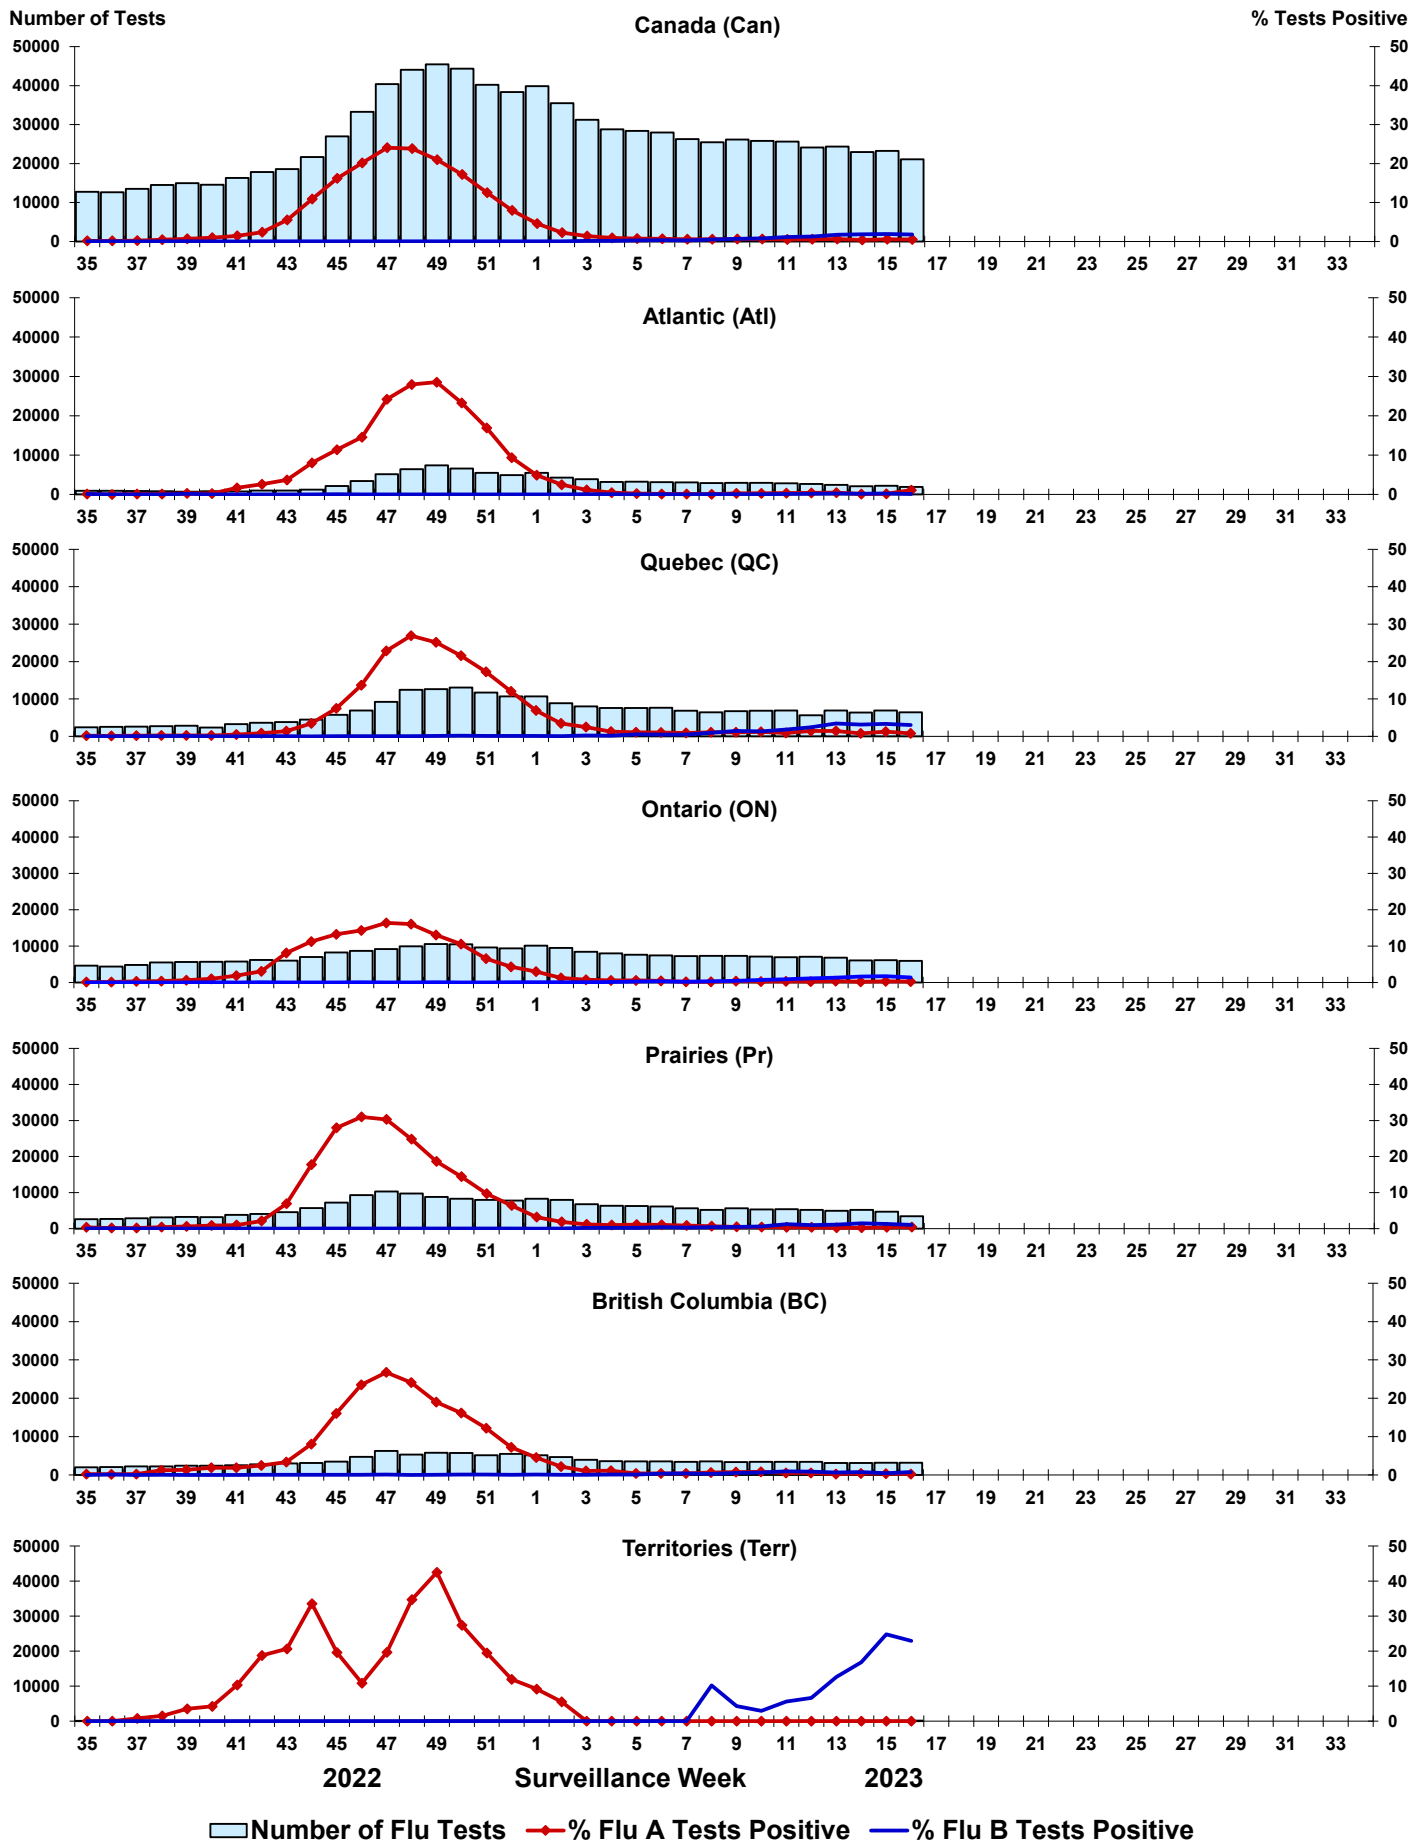 Number of Tests Canada (Can) % Tests Positive
50000 50
40000 40
30000 30
20000 20
10000 10
0 0
35 37 39 41 43 45 47 49 51 1 3 5 7 9 11 13 15 17 19 21 23 25 27 29 31 33
Atlantic (Atl)
50000 50
40000 40
30000 30
20000 20
10000 10
0 0
35 37 39 41 43 45 47 49 51 1 3 5 7 9 11 13 15 17 19 21 23 25 27 29 31 33
Quebec (QC)
50000 50
40000 40
30000 30
20000 20
10000 10
0 0
35 37 39 41 43 45 47 49 51 1 3 5 7 9 11 13 15 17 19 21 23 25 27 29 31 33
Ontario (ON)
50000 50
40000 40
30000 30
20000 20
10000 10
0 0
35 37 39 41 43 45 47 49 51 1 3 5 7 9 11 13 15 17 19 21 23 25 27 29 31 33
Prairies (Pr)
50000 50
40000 40
30000 30
20000 20
10000 10
0 0
35 37 39 41 43 45 47 49 51 1 3 5 7 9 11 13 15 17 19 21 23 25 27 29 31 33
British Columbia (BC)
50000 50
40000 40
30000 30
20000 20
10000 10
0 0
35 37 39 41 43 45 47 49 51 1 3 5 7 9 11 13 15 17 19 21 23 25 27 29 31 33
Territories (Terr)
50000 50
40000 40
30000 30
20000 20
10000 10
0 0
35 37 39 41 43 45 47 49 51 1 3 5 7 9 11 13 15 17 19 21 23 25 27 29 31 33
2022 Surveillance Week 2023
Number of Flu Tests % Flu A Tests Positive % Flu B Tests Positive